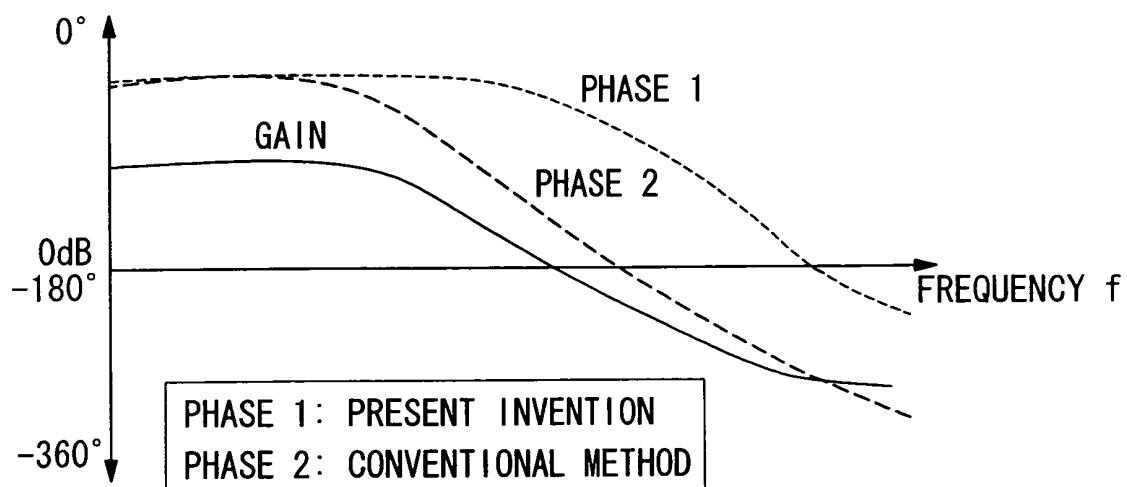 0°
PHASE 1
GAIN
PHASE 2
0dB
-180°
FREQUENCY f
-360°
PHASE 1: PRESENT INVENTION
PHASE 2: CONVENTIONAL METHOD